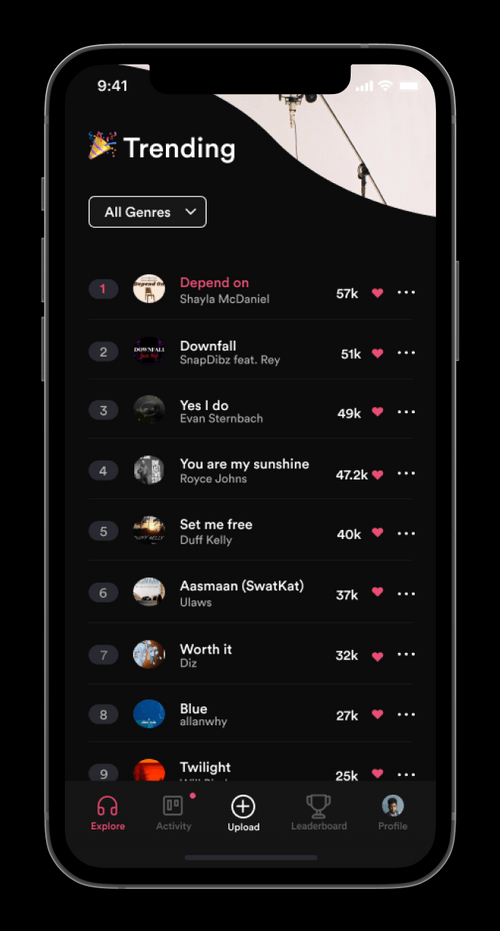 9:41
Trending
All Genres
1
Depend on
Shayla McDaniel
57k
2
DOWNFALL
Downfall
SnapDibz feat. Rey
51k
3
Yes I do
Evan Sternbach
49k
4
You are my sunshine
Royce Johns
47.2k
5
Set me free
Duff Kelly
40k
6
Aasmaan (SwatKat)
Ulaws
37k
7
Worth it
Diz
32k
8
Blue
allanwhy
27k
9
Twilight
25k
Explore
Activity
Upload
Leaderboard
Profile